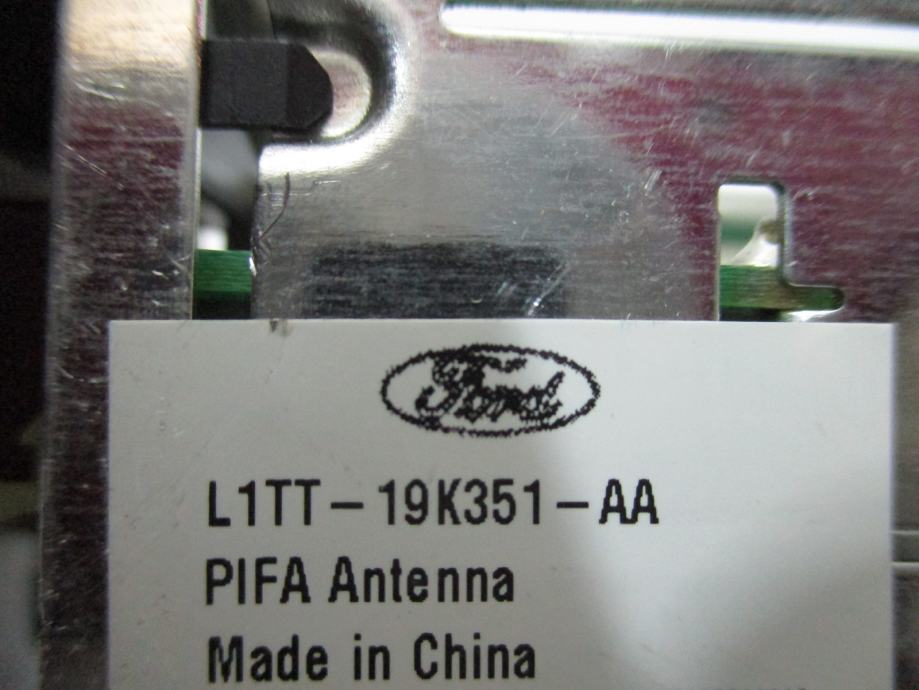 Ford
L1TT-19K351-AA
PIFA Antenna
Made in China